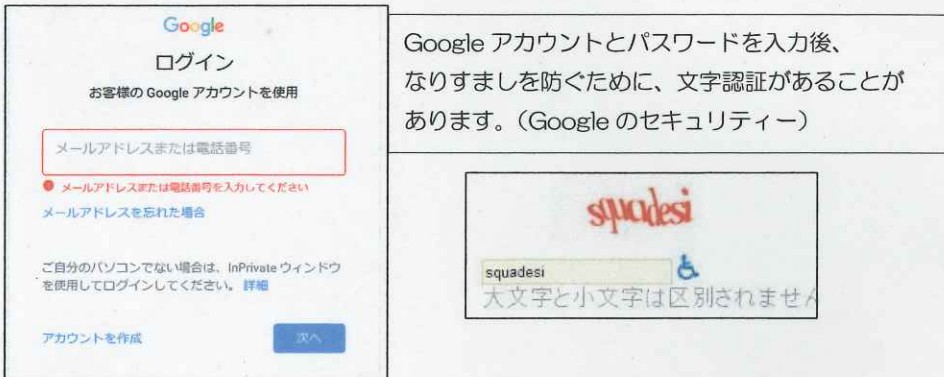 Google
ログイン
お客様の Google アカウントを使用
メールアドレスまたは電話番号
メールアドレスまたは電話番号を入力してください
メールアドレスを忘れた場合
ご自分のパソコンでない場合は、InPrivate ウィンドウ
を使用してログインしてください。 詳細
アカウントを作成
次へ
Google アカウントとパスワードを入力後、
なりすましを防ぐために、文字認証があることが
あります。（Google のセキュリティー）
squadesi
squadesi
大文字と小文字は区別されません